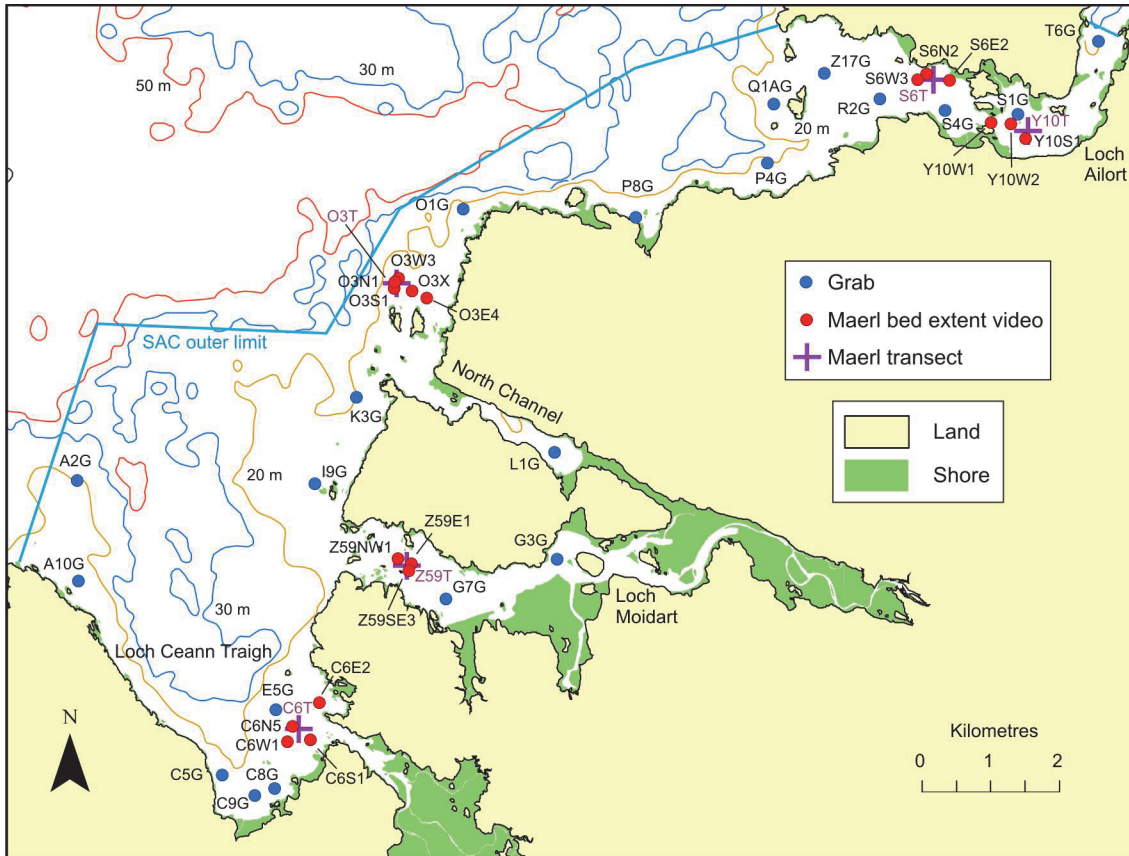 T6G
30 m
S6N2
S6E2
50 m
Z17G
S6W3
S6T
Q1AG
R2G
S1G
Y10T
20 m
S4G
Y10S1
Y10W1
Y10W2
Loch
Ailort
P4G
P8G
O1G
O3T
O3W3
O3N1
O3X
O3S1
O3E4
Grab
Maerl bed extent video
Maerl transect
SAC outer limit
North Channel
K3G
Land
Shore
A2G
20 m
I9G
L1G
Z59E1
Z59NW1
G3G
A10G
Z59T
G7G
Loch
Moidart
Z59SE3
30 m
Loch Ceann Traigh
C6E2
E5G
C6T
N
C6N5
C6W1
C6S1
Kilometres
C5G
C8G
0
1
2
C9G